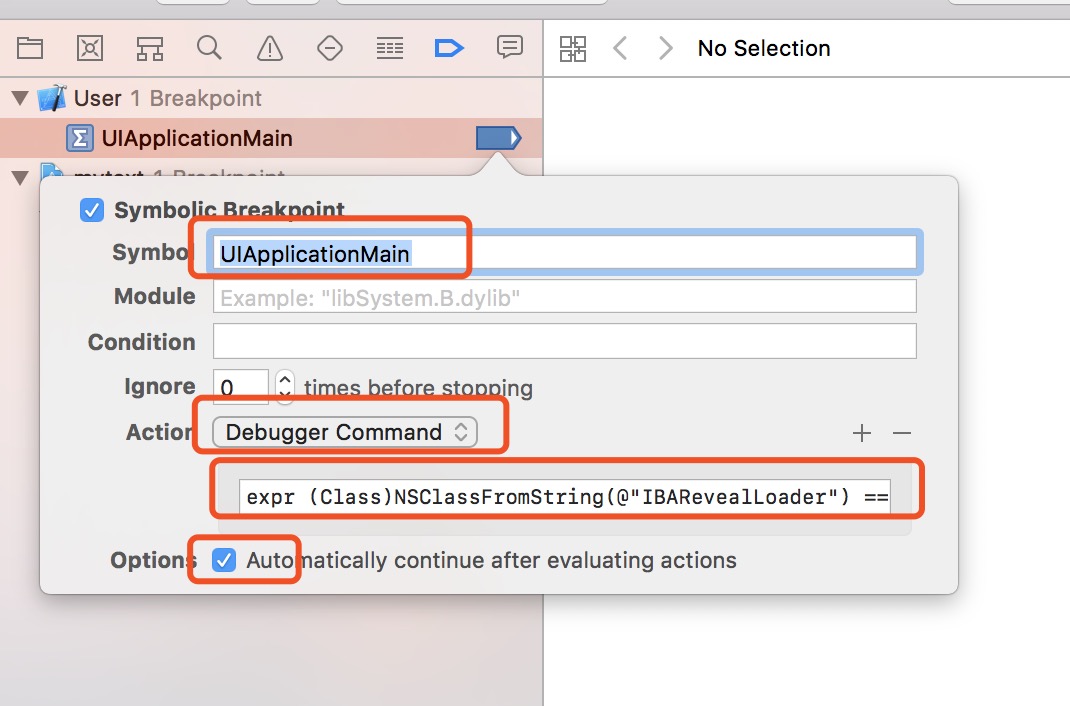 No Selection
User 1 Breakpoint
UIApplicationMain
mytext 1 Breakpoint
Symbolic Breakpoint
Symbol UIApplicationMain
Module Example: "libSystem.B.dylib"
Condition
Ignore 0 times before stopping
Action Debugger Command
expr (Class)NSClassFromString(@"IBARevealLoader") ==
Options Automatically continue after evaluating actions